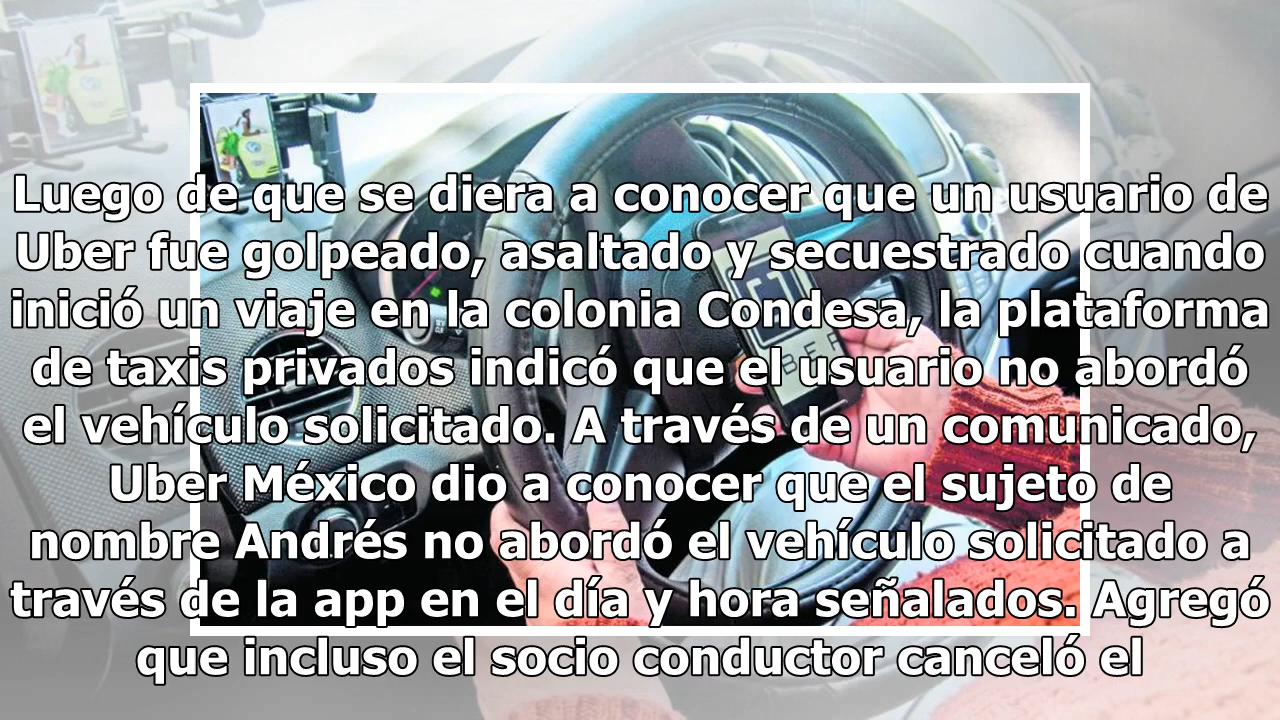 Luego de que se diera a conocer que un usuario de
Uber fue golpeado, asaltado y secuestrado cuando
inició un viaje en la colonia Condesa, la plataforma
de taxis privados indicó que el usuario no abordó
el vehículo solicitado. A través de un comunicado,
Uber México dio a conocer que el sujeto de
nombre Andrés no abordó el vehículo solicitado a
través de la app en el día y hora señalados. Agregó
que incluso el socio conductor canceló el
UBER